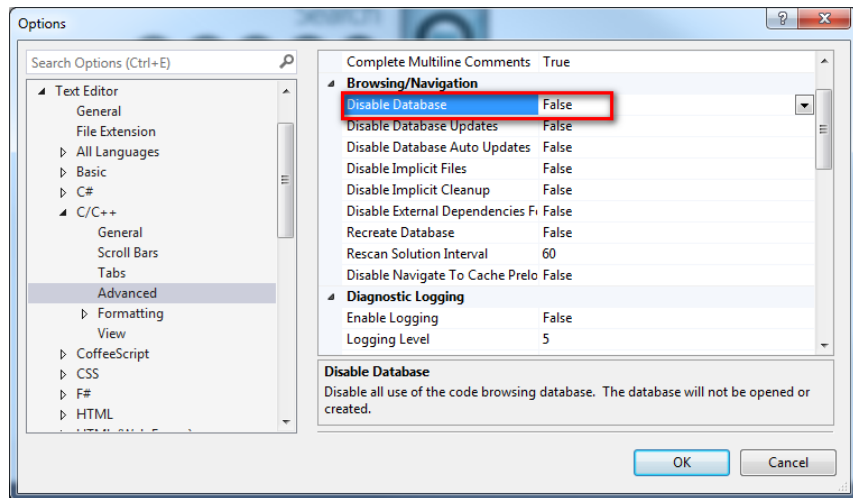 Options
Search Options (Ctrl+E)
Text Editor
General
File Extension
All Languages
Basic
C#
C/C++
General
Scroll Bars
Tabs
Advanced
Formatting
View
CoffeeScript
CSS
F#
HTML
Complete Multiline Comments True
Browsing/Navigation
Disable Database False
Disable Database Updates False
Disable Database Auto Updates False
Disable Implicit Files False
Disable Implicit Cleanup False
Disable External Dependencies F False
Recreate Database False
Rescan Solution Interval 60
Disable Navigate To Cache Prelo False
Diagnostic Logging
Enable Logging False
Logging Level 5
Disable Database
Disable all use of the code browsing database. The database will not be opened or
created.
OK Cancel